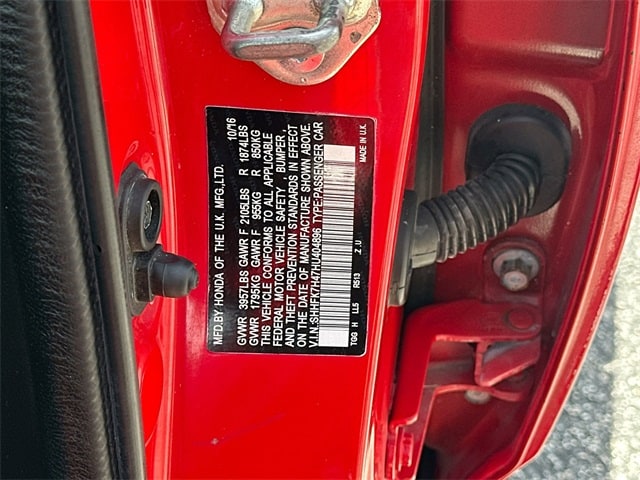 MFD.BY HONDA OF THE U.K. MFG.,LTD. 10/16
GVWR 3957LBS GAWR F 2105LBS R 1874LBS
GVWR 1795KG GAWR F 955KG R 850KG
THIS VEHICLE CONFORMS TO ALL APPLICABLE
FEDERAL MOTOR VEHICLE SAFETY, BUMPER,
AND THEFT PREVENTION STANDARDS IN EFFECT
ON THE DATE OF MANUFACTURE SHOWN ABOVE.
V.I.N.:SHHFK7H47HU404896 TYPE:PASSENGER CAR
TGG H LL5 R513 .Z .U MADE IN U.K.